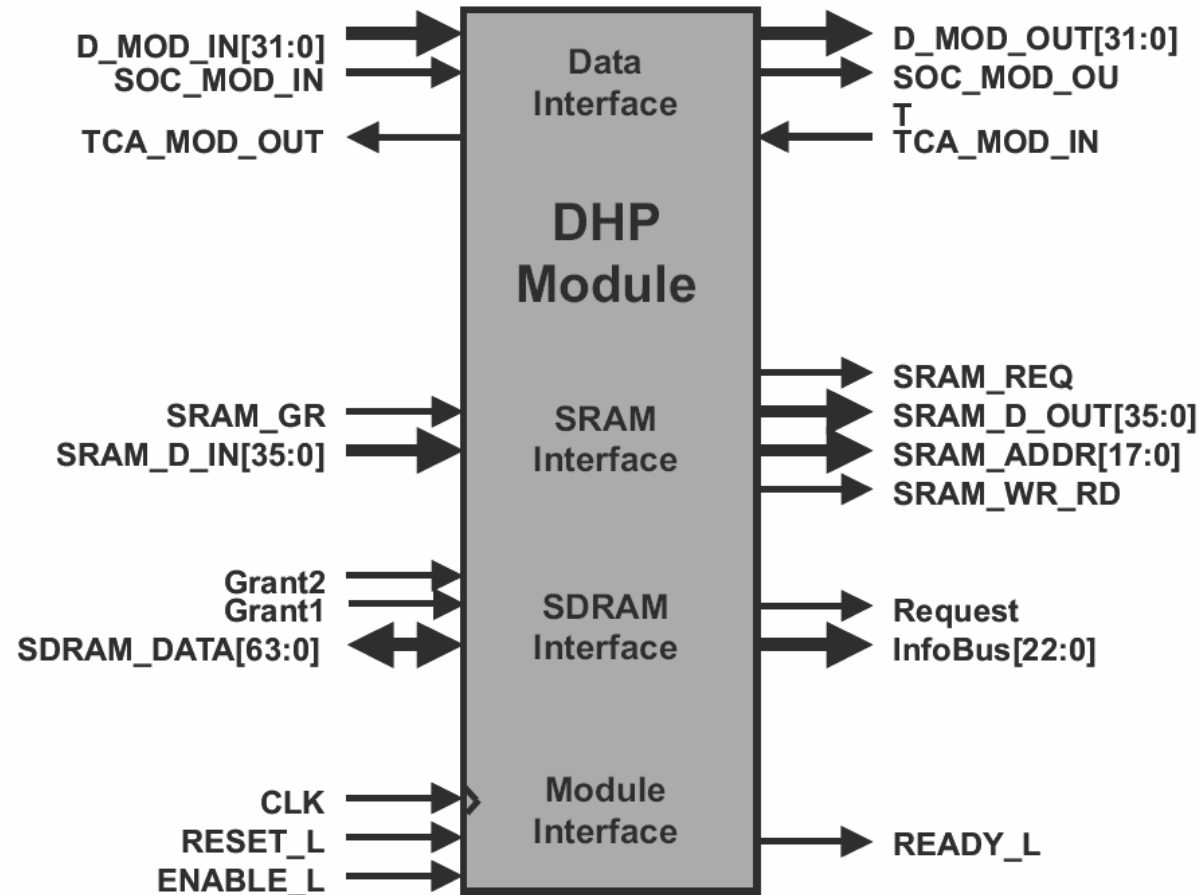 D_MOD_IN[31:0]
SOC_MOD_IN
TCA_MOD_OUT
SRAM_GR
SRAM_D_IN[35:0]
Grant2
Grant1
SDRAM_DATA[63:0]
CLK
RESET_L
ENABLE_L
Data
Interface
DHP
Module
SRAM
Interface
SDRAM
Interface
Module
Interface
D_MOD_OUT[31:0]
SOC_MOD_OU
T
TCA_MOD_IN
SRAM_REQ
SRAM_D_OUT[35:0]
SRAM_ADDR[17:0]
SRAM_WR_RD
Request
InfoBus[22:0]
READY_L